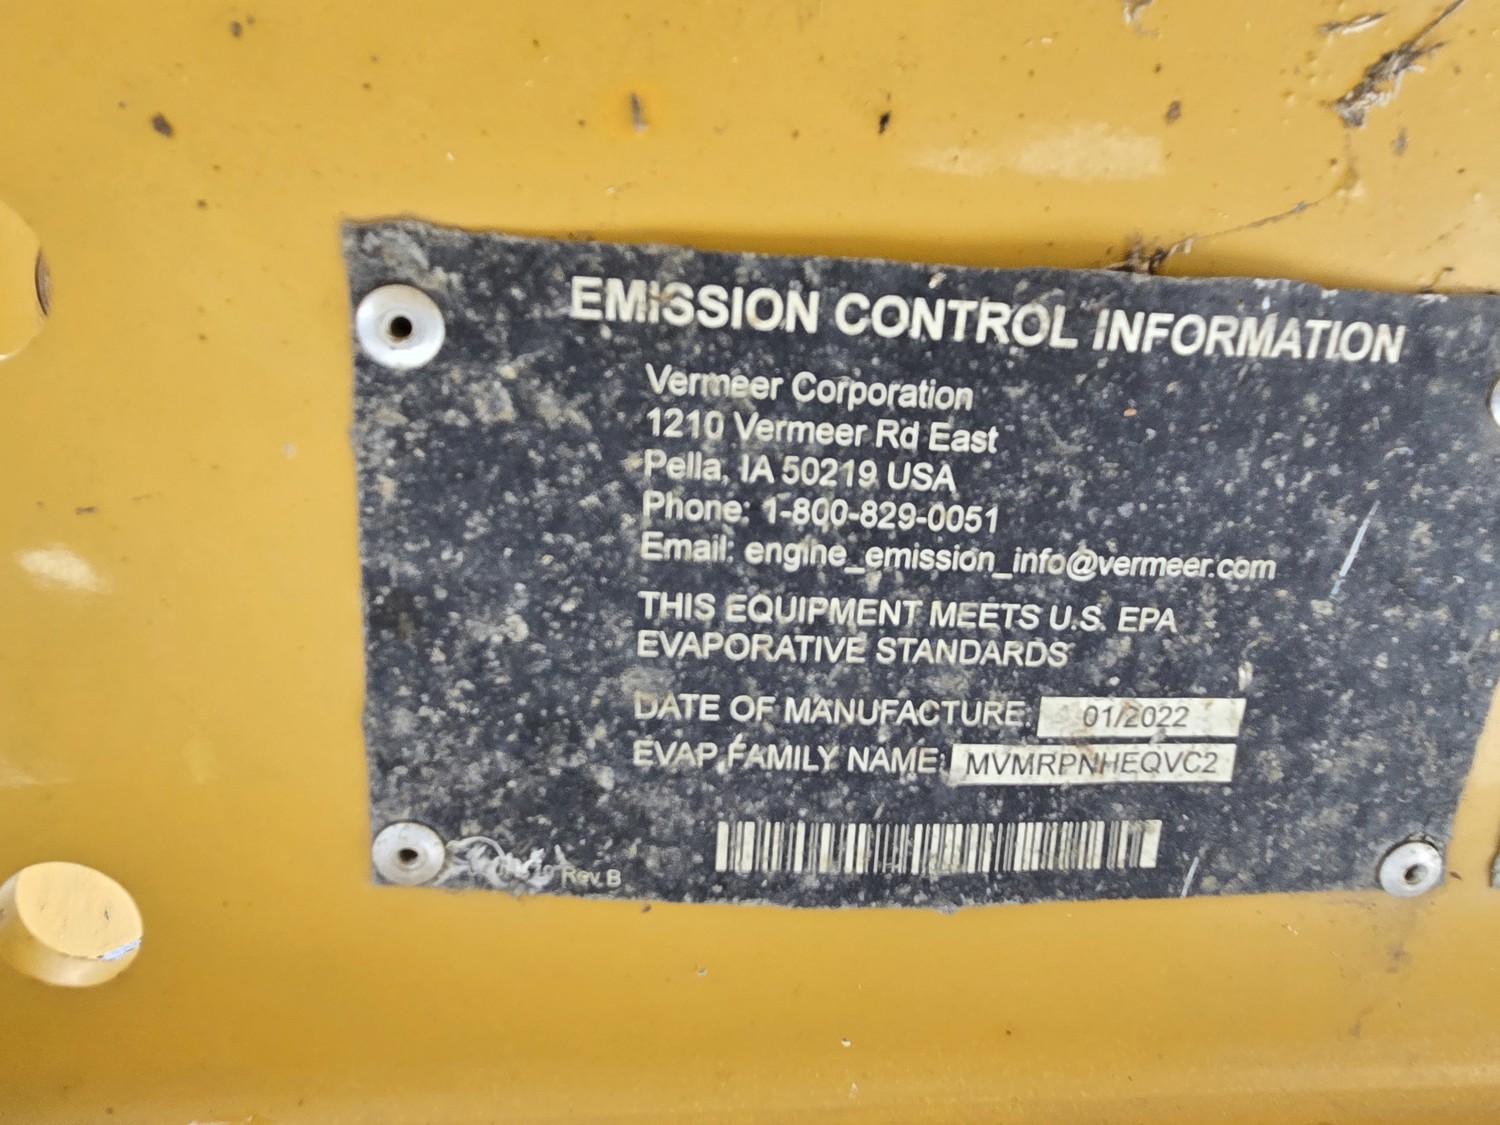 EMISSION CONTROL INFORMATION
Vermeer Corporation
1210 Vermeer Rd East
Pella, IA 50219 USA
Phone: 1-800-829-0051
Email: engine_emission_info@vermeer.com
THIS EQUIPMENT MEETS U.S. EPA
EVAPORATIVE STANDARDS
DATE OF MANUFACTURE: 01/2022
EVAP FAMILY NAME: MVMRPNHEQVC2
Rev B